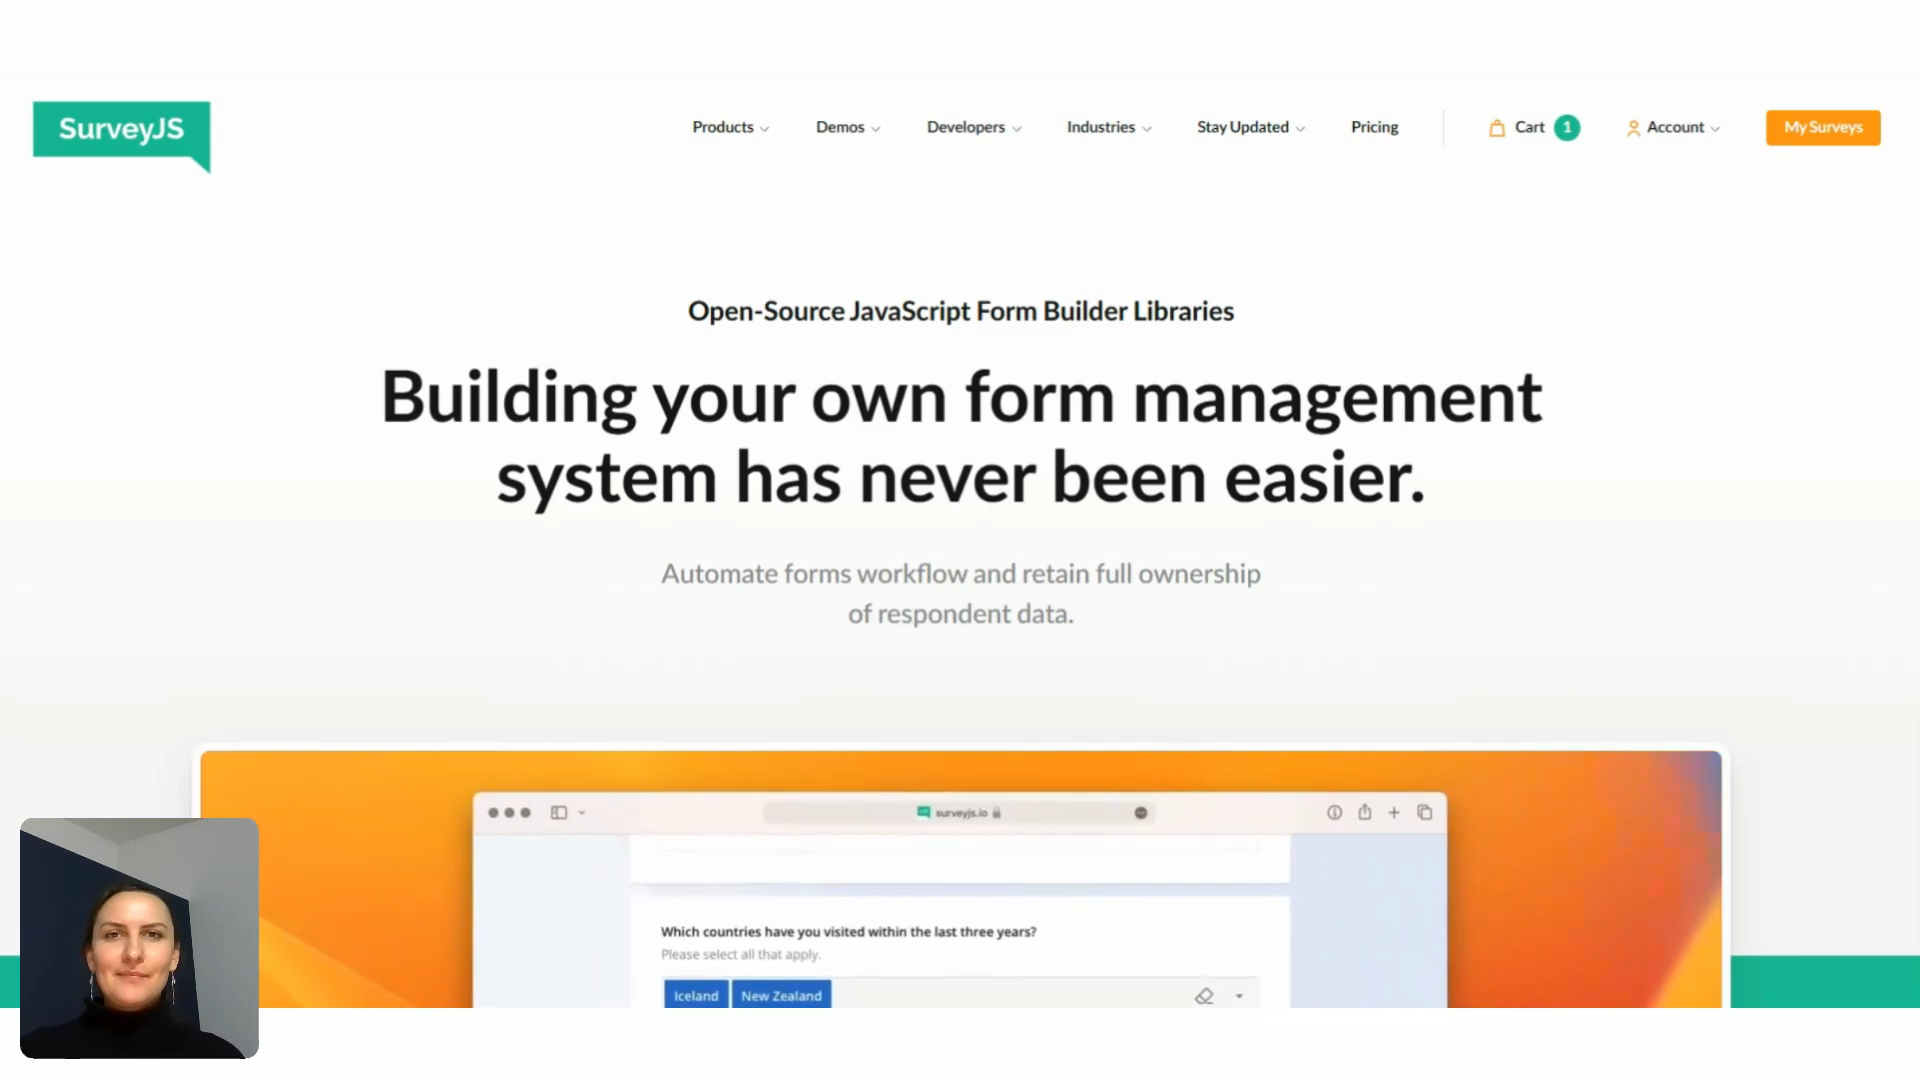 SurveyJS
Products
Demos
Developers
Industries
Stay Updated
Pricing
Cart 1
Account
My Surveys
Open-Source JavaScript Form Builder Libraries
Building your own form management
system has never been easier.
Automate forms workflow and retain full ownership
of respondent data.
surveyjs.io
Which countries have you visited within the last three years?
Please select all that apply.
Iceland
New Zealand